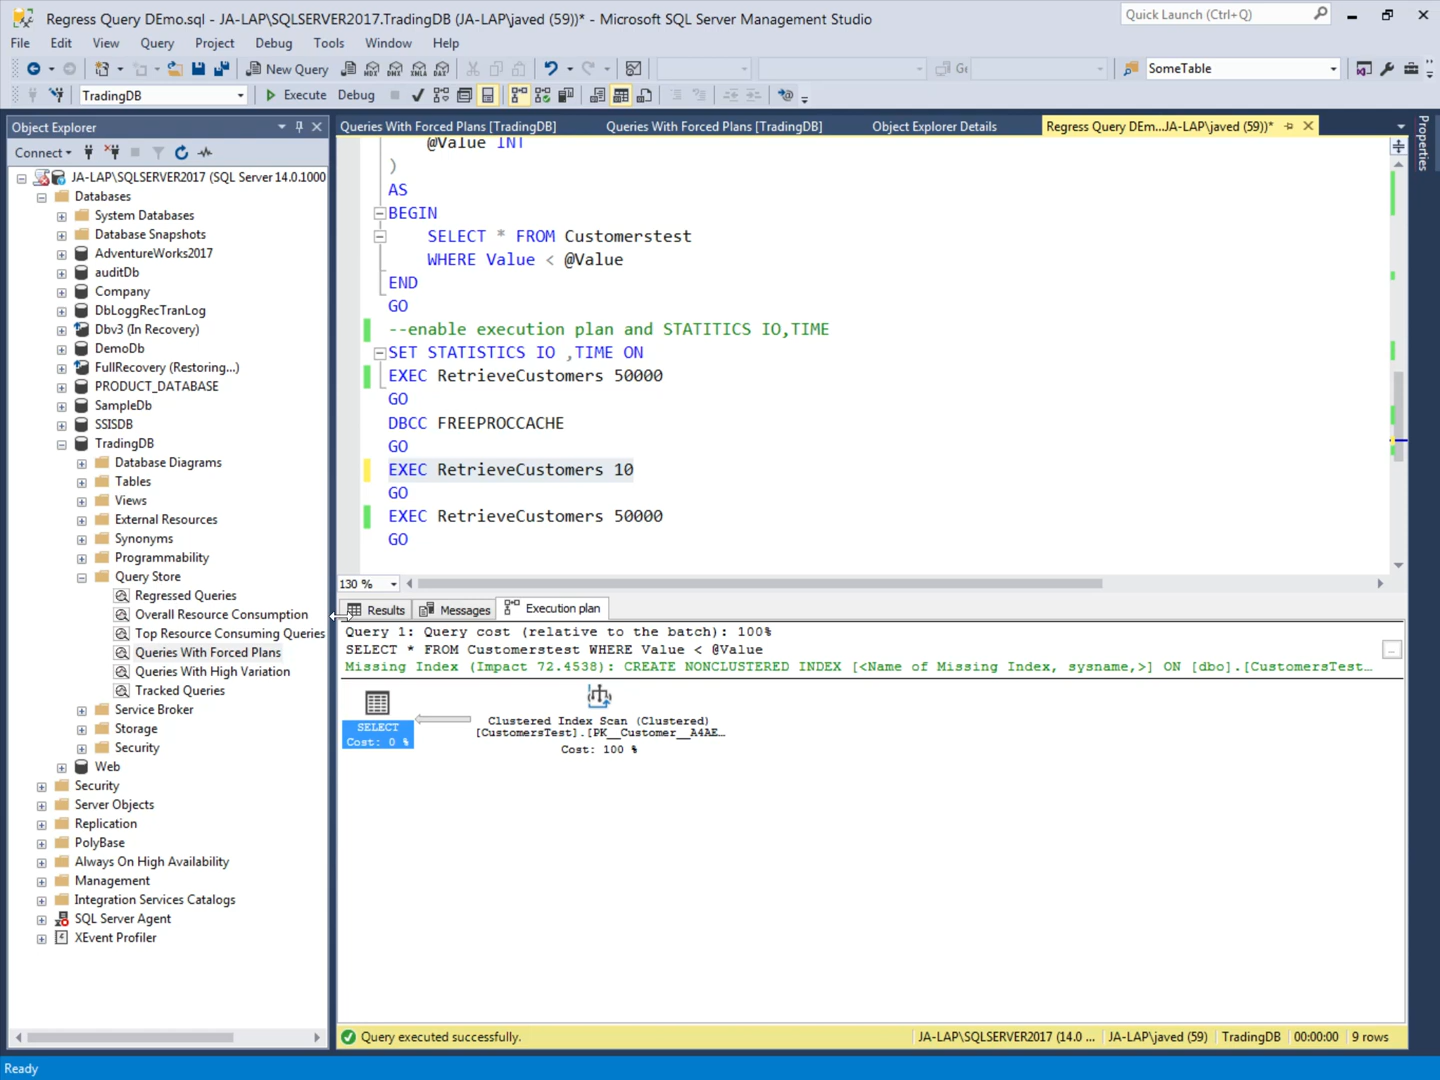 Regress Query DEmo.sql - JA-LAP\SQLSERVER2017.TradingDB (JA-LAP\javed (59))* - Microsoft SQL Server Management Studio
Quick Launch (Ctrl+Q)
File Edit View Query Project Debug Tools Window Help
New Query
MDX DMX XMLA DAX
SomeTable
TradingDB
Execute Debug
Object Explorer
Queries With Forced Plans [TradingDB]
Queries With Forced Plans [TradingDB]
Object Explorer Details
Regress Query DEm...JA-LAP\javed (59))*
Properties
Connect
JA-LAP\SQLSERVER2017 (SQL Server 14.0.1000
Databases
System Databases
Database Snapshots
AdventureWorks2017
auditDb
Company
DbLoggRecTranLog
Dbv3 (In Recovery)
DemoDb
FullRecovery (Restoring...)
PRODUCT_DATABASE
SampleDb
SSISDB
TradingDB
Database Diagrams
Tables
Views
External Resources
Synonyms
Programmability
Query Store
Regressed Queries
Overall Resource Consumption
Top Resource Consuming Queries
Queries With Forced Plans
Queries With High Variation
Tracked Queries
Service Broker
Storage
Security
Web
Security
Server Objects
Replication
PolyBase
Always On High Availability
Management
Integration Services Catalogs
SQL Server Agent
XEvent Profiler
@Value INT
)
AS
BEGIN
SELECT * FROM Customerstest
WHERE Value < @Value
END
GO
--enable execution plan and STATITICS IO,TIME
SET STATISTICS IO ,TIME ON
EXEC RetrieveCustomers 50000
GO
DBCC FREEPROCCACHE
GO
EXEC RetrieveCustomers 10
GO
EXEC RetrieveCustomers 50000
GO
130 %
Results Messages Execution plan
Query 1: Query cost (relative to the batch): 100%
SELECT * FROM Customerstest WHERE Value < @Value
Missing Index (Impact 72.4538): CREATE NONCLUSTERED INDEX [<Name of Missing Index, sysname,>] ON [dbo].[CustomersTest...
SELECT
Cost: 0 %
Clustered Index Scan (Clustered)
[CustomersTest].[PK__Customer__A4AE...
Cost: 100 %
Query executed successfully.
JA-LAP\SQLSERVER2017 (14.0 ... JA-LAP\javed (59) TradingDB 00:00:00 9 rows
Ready